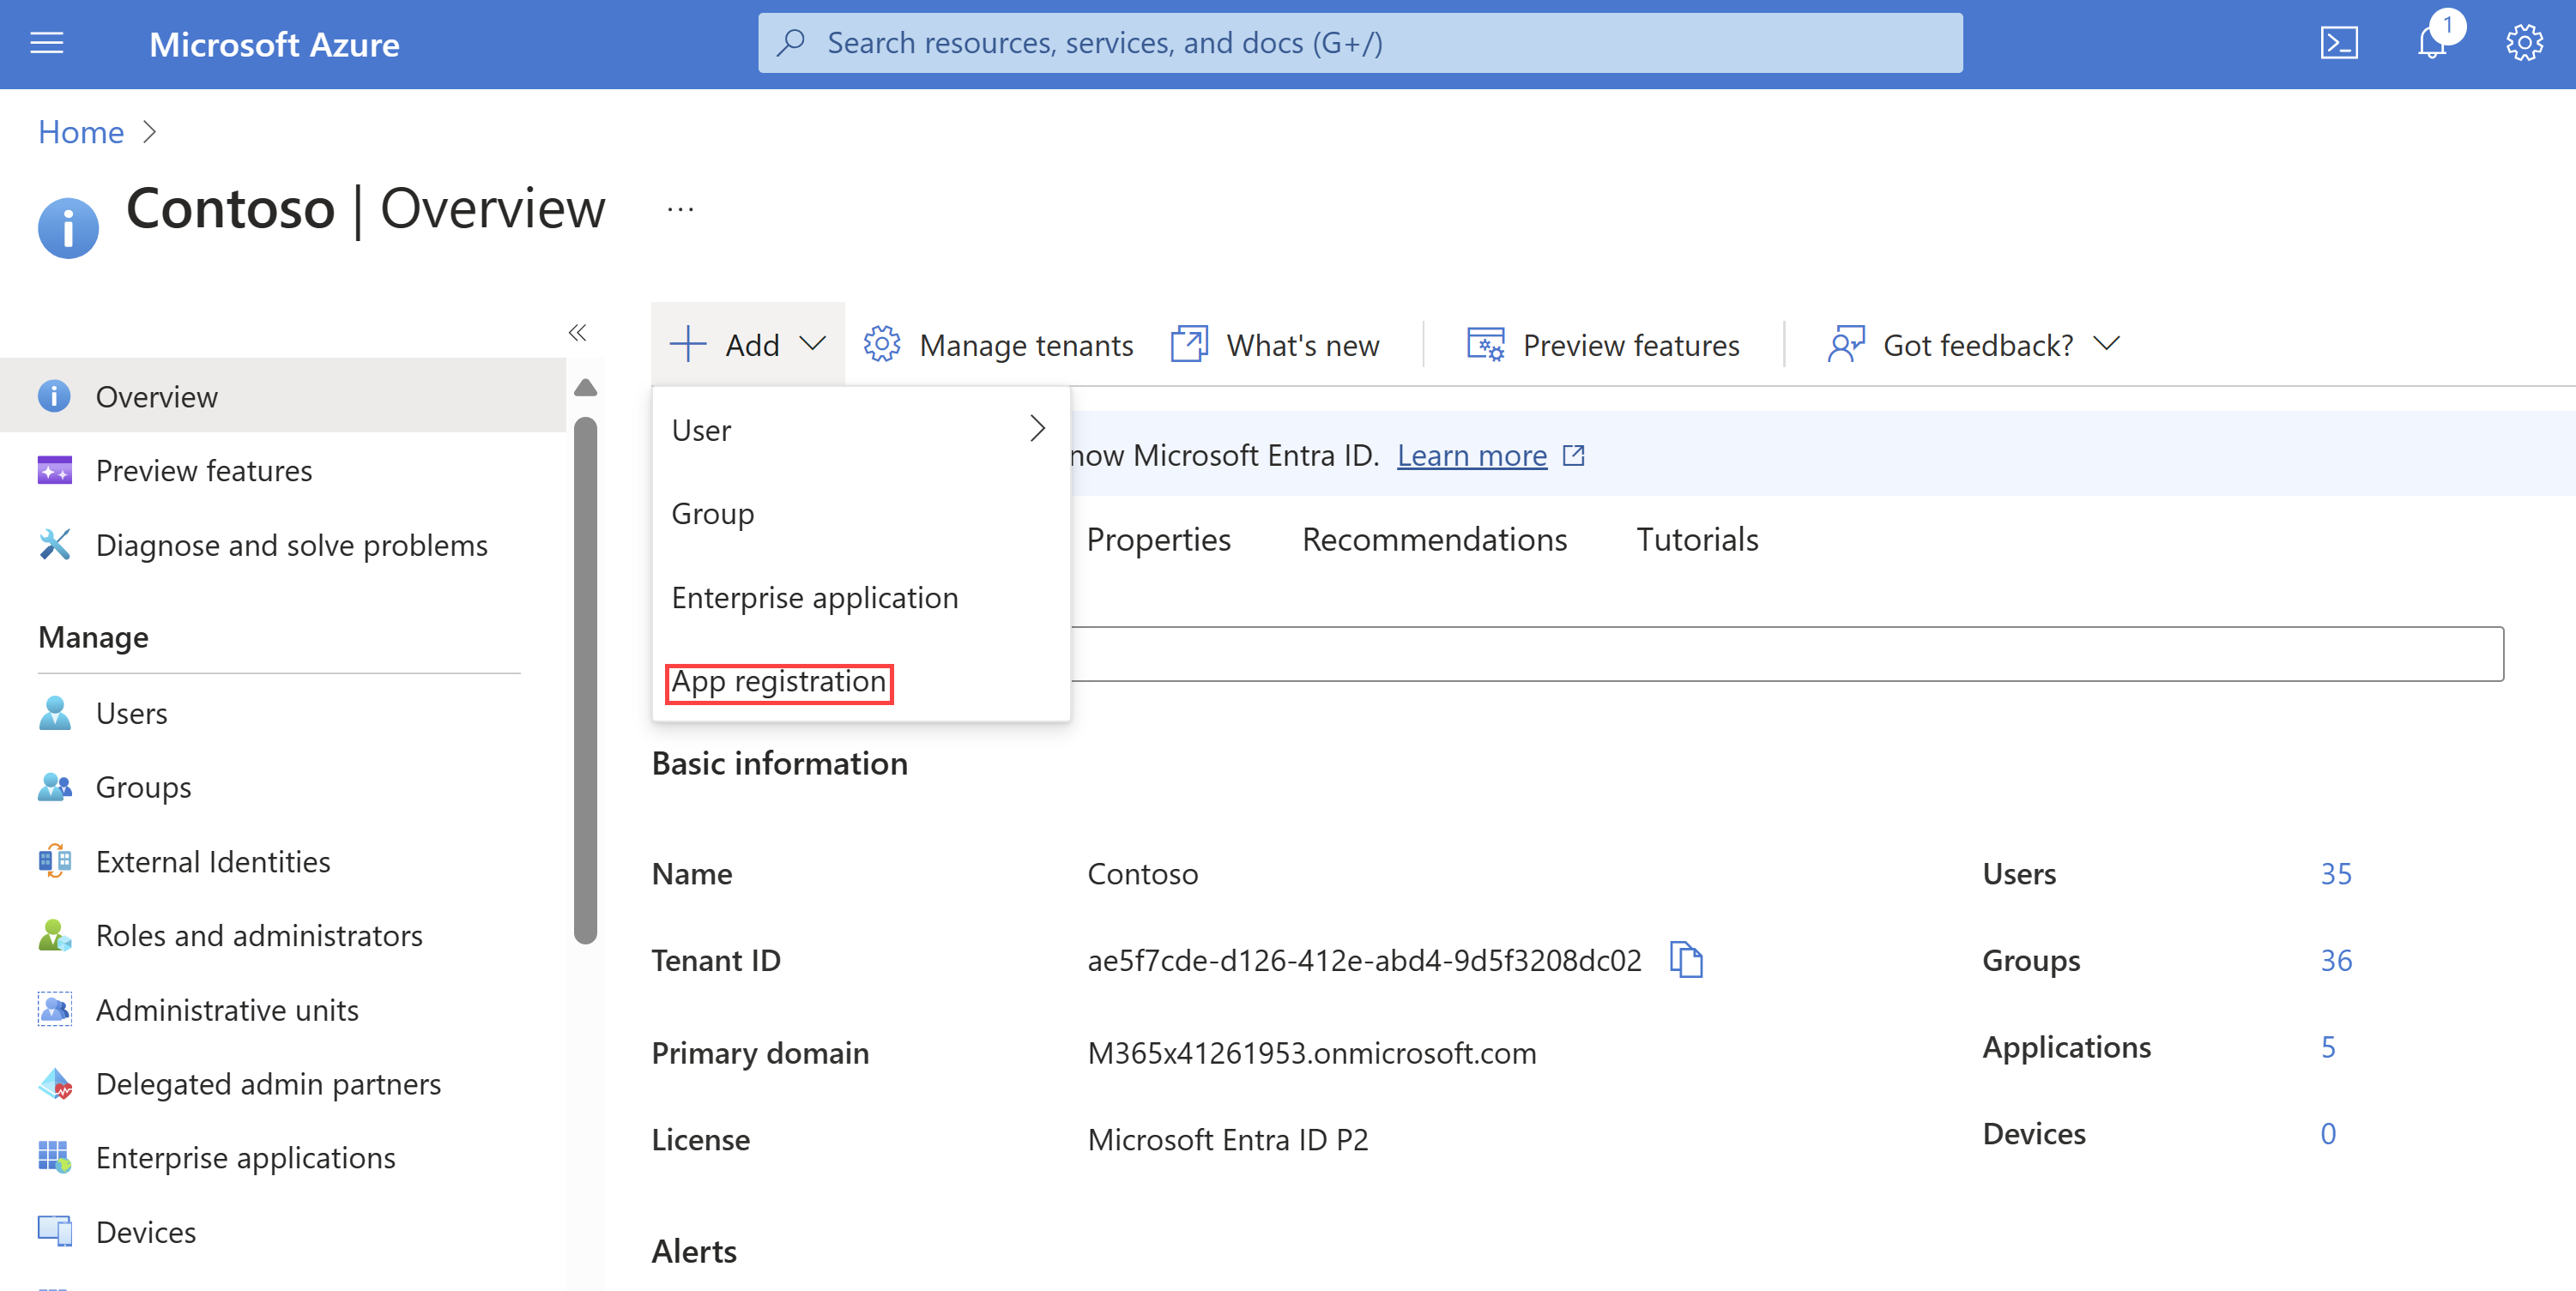 Microsoft Azure
Search resources, services, and docs (G+/)
1
Home
Contoso | Overview
...
Add
Manage tenants
What's new
Preview features
Got feedback?
Overview
Preview features
Diagnose and solve problems
Manage
Users
Groups
External Identities
Roles and administrators
Administrative units
Delegated admin partners
Enterprise applications
Devices
User
Group
Enterprise application
App registration
now Microsoft Entra ID. Learn more
Properties
Recommendations
Tutorials
Basic information
Name
Contoso
Users
35
Tenant ID
ae5f7cde-d126-412e-abd4-9d5f3208dc02
Groups
36
Primary domain
M365x41261953.onmicrosoft.com
Applications
5
License
Microsoft Entra ID P2
Devices
0
Alerts